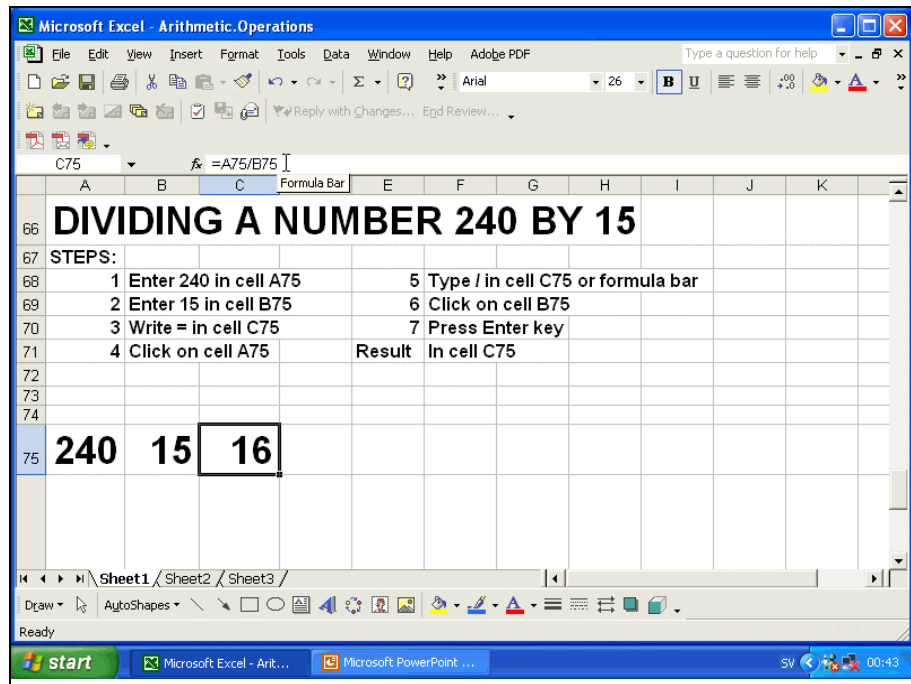 Microsoft Excel - Arithmetic.Operations
File Edit View Insert Format Tools Data Window Help Adobe PDF Type a question for help
Arial 26 B U
Reply with Changes... End Review...
C75 fx =A75/B75
Formula Bar
A B C E F G H I J K
66 DIVIDING A NUMBER 240 BY 15
67 STEPS:
68 1 Enter 240 in cell A75 5 Type / in cell C75 or formula bar
69 2 Enter 15 in cell B75 6 Click on cell B75
70 3 Write = in cell C75 7 Press Enter key
71 4 Click on cell A75 Result In cell C75
72
73
74
75 240 15 16
Sheet1 / Sheet2 / Sheet3 /
Draw AutoShapes
Ready
start Microsoft Excel - Arit... Microsoft PowerPoint ... SV 00:43